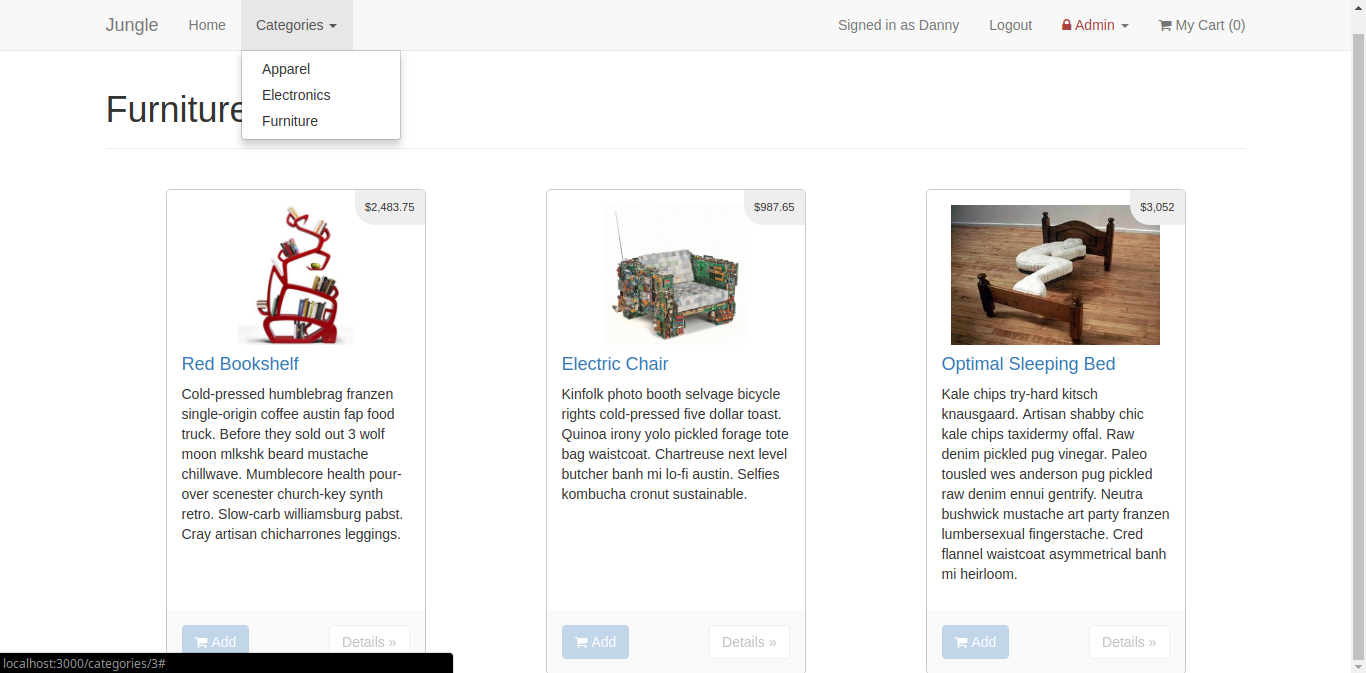 Jungle Home Categories Signed in as Danny Logout Admin My Cart (0)
Apparel
Electronics
Furniture
Furniture
$2,483.75
Red Bookshelf
Cold-pressed humblebrag franzen
single-origin coffee austin fap food
truck. Before they sold out 3 wolf
moon mlkshk beard mustache
chillwave. Mumblecore health pour-
over scenester church-key synth
retro. Slow-carb williamsburg pabst.
Cray artisan chicharrones leggings.
Add Details »
$987.65
Electric Chair
Kinfolk photo booth selvage bicycle
rights cold-pressed five dollar toast.
Quinoa irony yolo pickled forage tote
bag waistcoat. Chartreuse next level
butcher banh mi lo-fi austin. Selfies
kombucha cronut sustainable.
Add Details »
$3,052
Optimal Sleeping Bed
Kale chips try-hard kitsch
knausgaard. Artisan shabby chic
kale chips taxidermy offal. Raw
denim pickled pug vinegar. Paleo
tousled wes anderson pug pickled
raw denim ennui gentrify. Neutra
bushwick mustache art party franzen
lumbersexual fingerstache. Cred
flannel waistcoat asymmetrical banh
mi heirloom.
Add Details »
localhost:3000/categories/3#